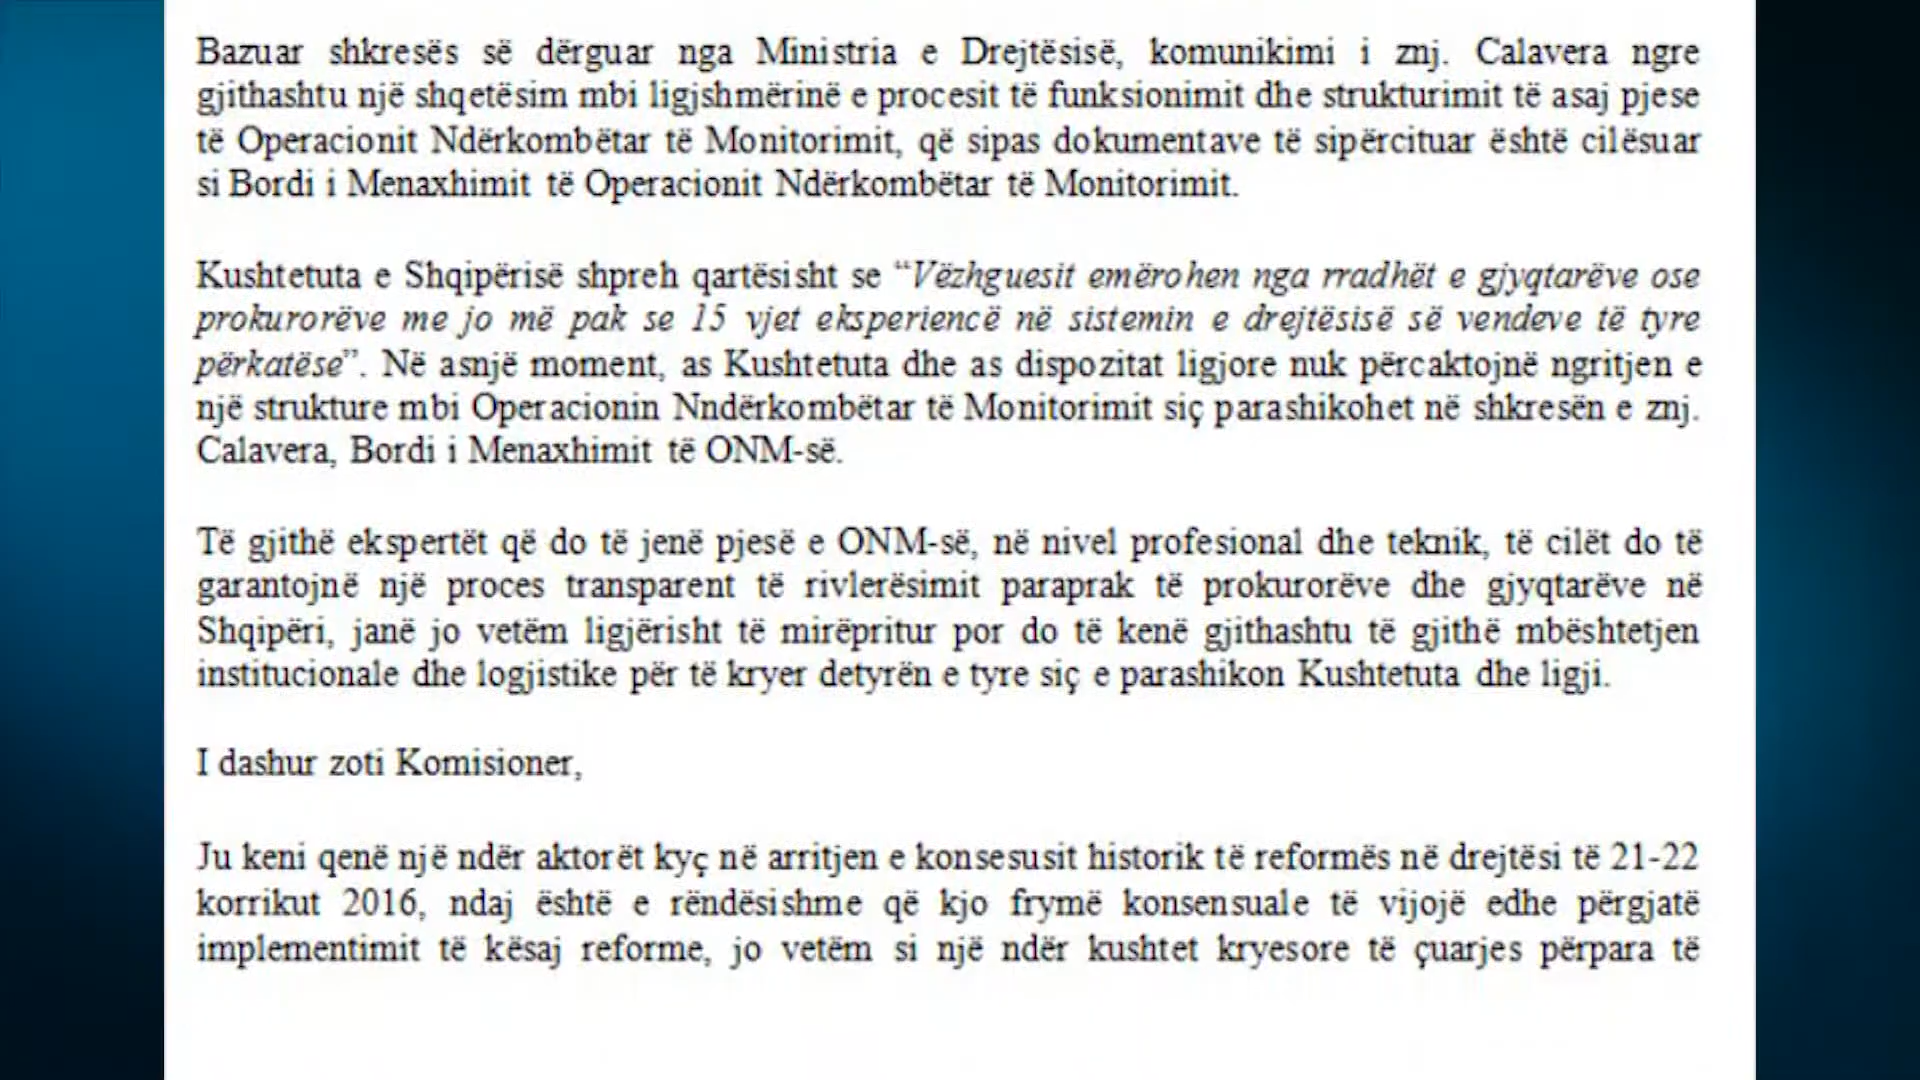 Bazuar shkresës së dërguar nga Ministria e Drejtësisë, komunikimi i znj. Calavera ngre
gjithashtu një shqetësim mbi ligjshmërinë e procesit të funksionimit dhe strukturimit të asaj pjese
të Operacionit Ndërkombëtar të Monitorimit, që sipas dokumentave të sipërcituar është cilësuar
si Bordi i Menaxhimit të Operacionit Ndërkombëtar të Monitorimit.
Kushtetuta e Shqipërisë shpreh qartësisht se “Vëzhguesit emërohen nga rradhët e gjyqtarëve ose
prokurorëve me jo më pak se 15 vjet eksperiencë në sistemin e drejtësisë së vendeve të tyre
përkatëse”. Në asnjë moment, as Kushtetuta dhe as dispozitat ligjore nuk përcaktojnë ngritjen e
një strukture mbi Operacionin Nndërkombëtar të Monitorimit siç parashikohet në shkresën e znj.
Calavera, Bordi i Menaxhimit të ONM-së.
Të gjithë ekspertët që do të jenë pjesë e ONM-së, në nivel profesional dhe teknik, të cilët do të
garantojnë një proces transparent të rivlerësimit paraprak të prokurorëve dhe gjyqtarëve në
Shqipëri, janë jo vetëm ligjërisht të mirëpritur por do të kenë gjithashtu të gjithë mbështetjen
institucionale dhe logjistike për të kryer detyrën e tyre siç e parashikon Kushtetuta dhe ligji.
I dashur zoti Komisioner,
Ju keni qenë një ndër aktorët kyç në arritjen e konsesusit historik të reformës në drejtësi të 21-22
korrikut 2016, ndaj është e rëndësishme që kjo frymë konsensuale të vijojë edhe përgjatë
implementimit të kësaj reforme, jo vetëm si një ndër kushtet kryesore të çuarjes përpara të